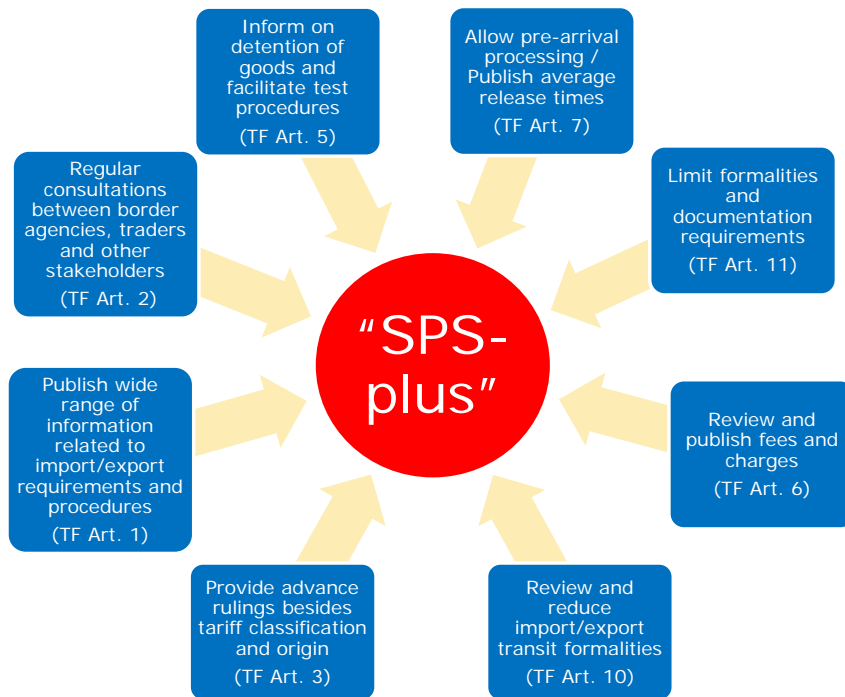 Inform on
detention of
goods and
facilitate test
procedures
(TF Art. 5)
Allow pre-arrival
processing /
Publish average
release times
(TF Art. 7)
Regular
consultations
between border
agencies, traders
and other
stakeholders
(TF Art. 2)
Limit formalities
and
documentation
requirements
(TF Art. 11)
“SPS-
plus”
Publish wide
range of
information
related to
import/export
requirements and
procedures
(TF Art. 1)
Review and
publish fees and
charges
(TF Art. 6)
Provide advance
rulings besides
tariff classification
and origin
(TF Art. 3)
Review and
reduce
import/export
transit formalities
(TF Art. 10)